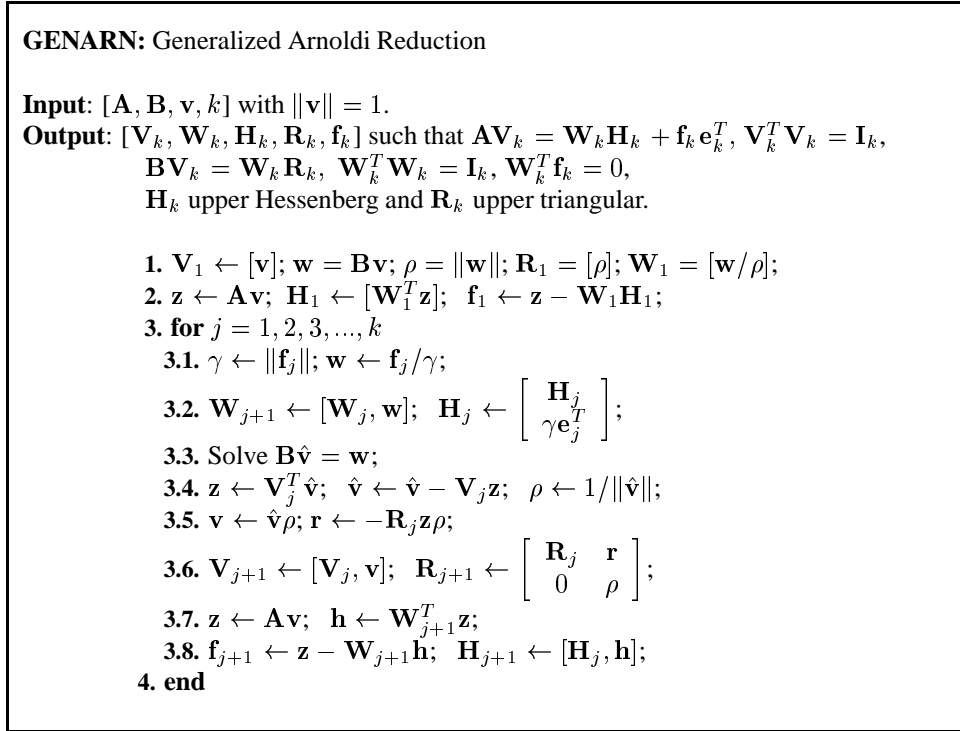 GENARN: Generalized Arnoldi Reduction
Input: [A, B, v, k] with ‖v‖ = 1.
Output: [V_k, W_k, H_k, R_k, f_k] such that AV_k = W_kH_k + f_ke_k^T, V_k^TV_k = I_k,
BV_k = W_kR_k, W_k^TW_k = I_k, W_k^Tf_k = 0,
H_k upper Hessenberg and R_k upper triangular.
1. V_1 ← [v]; w = Bv; ρ = ‖w‖; R_1 = [ρ]; W_1 = [w/ρ];
2. z ← Av; H_1 ← [W_1^Tz]; f_1 ← z − W_1H_1;
3. for j = 1, 2, 3, ..., k
3.1. γ ← ‖f_j‖; w ← f_j/γ;
3.2. W_{j+1} ← [W_j, w]; H_j ← [ H_j ; γe_j^T ];
3.3. Solve Bv̂ = w;
3.4. z ← V_j^Tv̂; v̂ ← v̂ − V_jz; ρ ← 1/‖v̂‖;
3.5. v ← v̂ρ; r ← −R_jzρ;
3.6. V_{j+1} ← [V_j, v]; R_{j+1} ← [ R_j r ; 0 ρ ];
3.7. z ← Av; h ← W_{j+1}^Tz;
3.8. f_{j+1} ← z − W_{j+1}h; H_{j+1} ← [H_j, h];
4. end